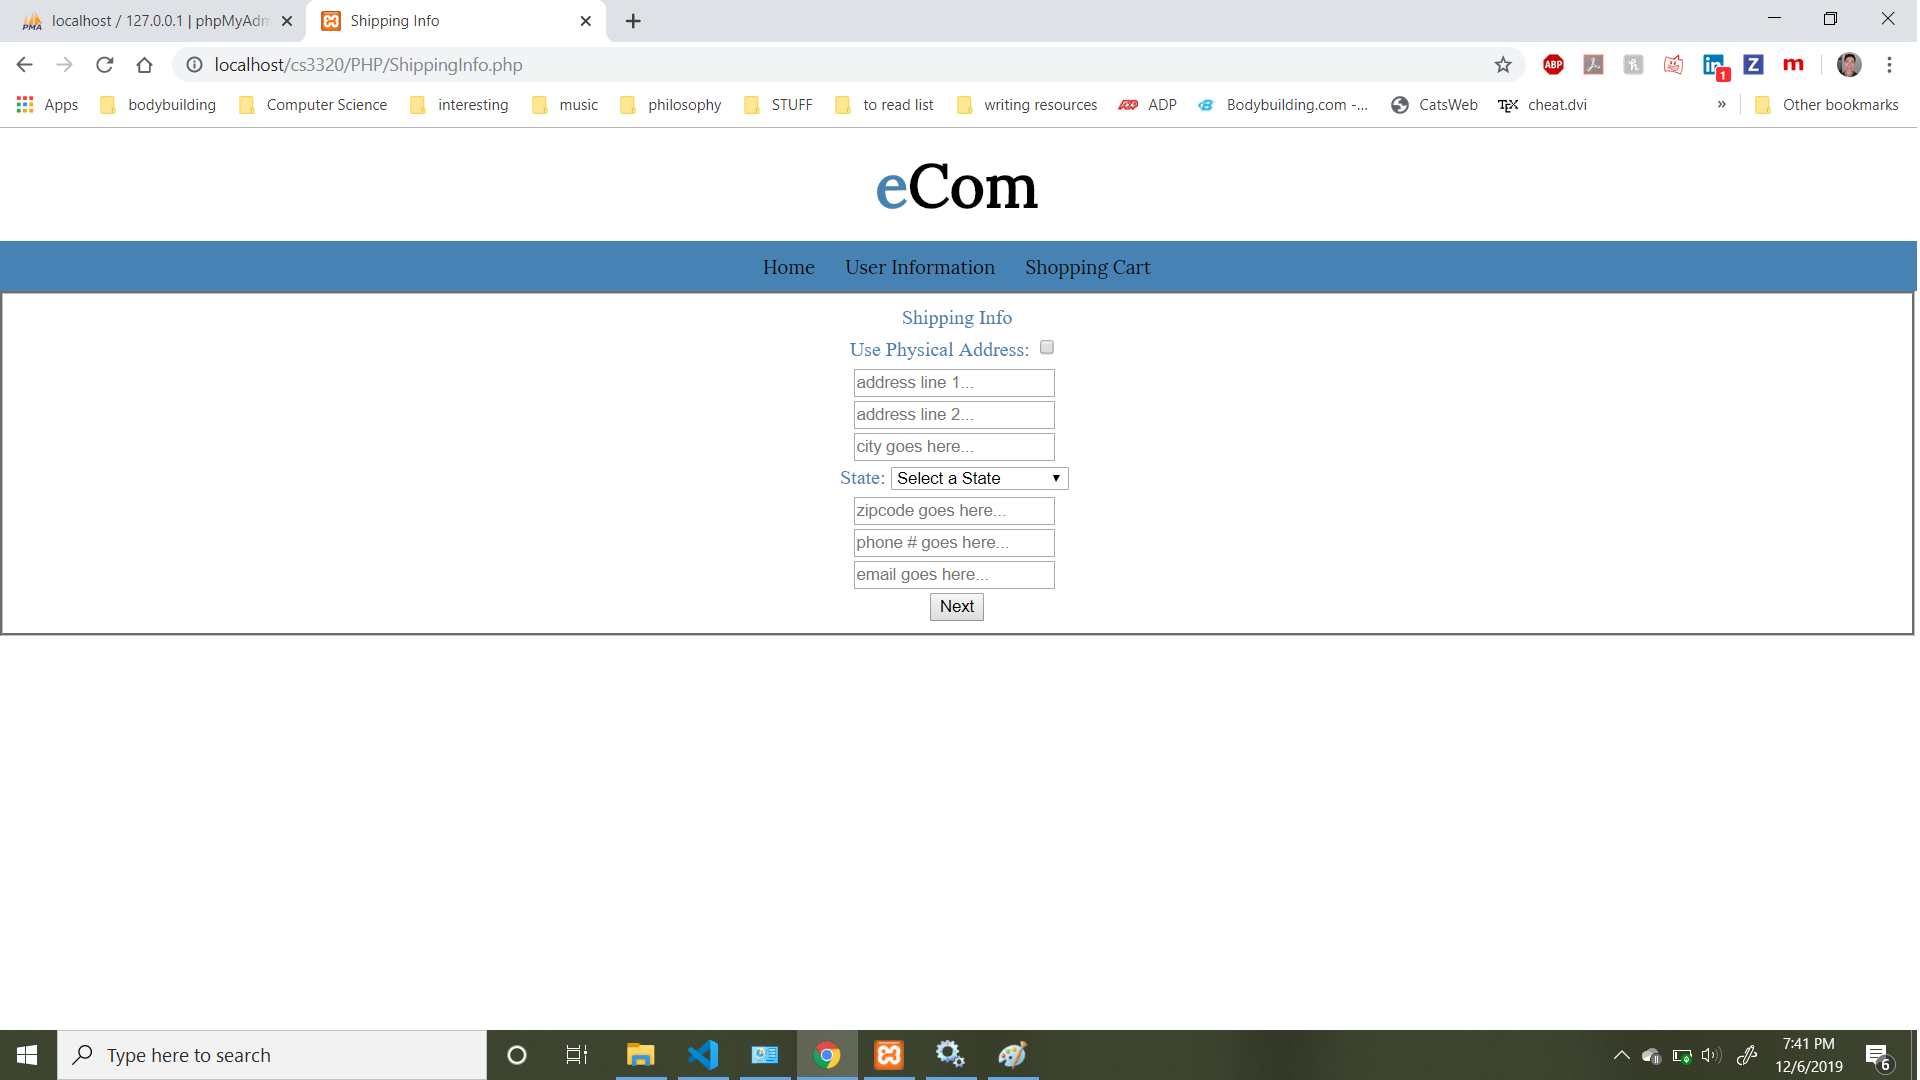 localhost / 127.0.0.1 | phpMyAdm
Shipping Info
localhost/cs3320/PHP/ShippingInfo.php
ABP
in
1
Z
m
Apps
bodybuilding
Computer Science
interesting
music
philosophy
STUFF
to read list
writing resources
ADP
Bodybuilding.com -...
CatsWeb
TEX
cheat.dvi
»
Other bookmarks
eCom
Home
User Information
Shopping Cart
Shipping Info
Use Physical Address:
address line 1...
address line 2...
city goes here...
State: Select a State
zipcode goes here...
phone # goes here...
email goes here...
Next
Type here to search
7:41 PM
12/6/2019
6